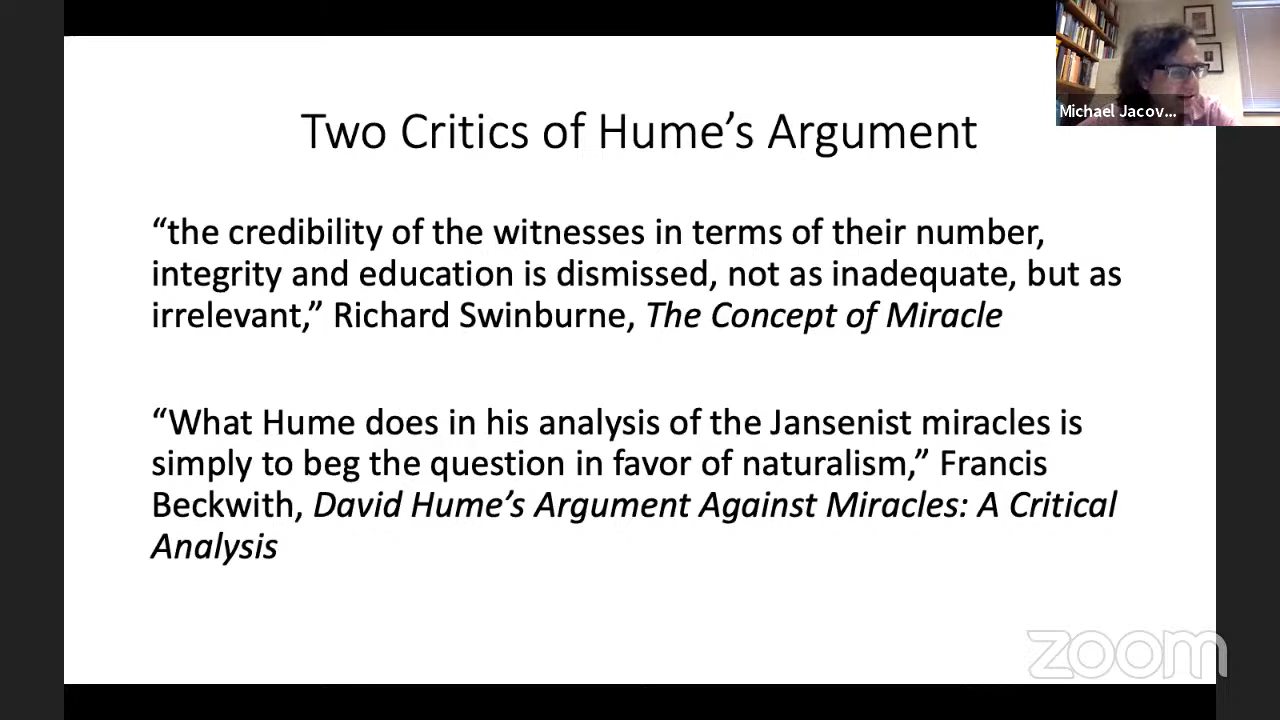 Michael Jacov...
Two Critics of Hume’s Argument
“the credibility of the witnesses in terms of their number,
integrity and education is dismissed, not as inadequate, but as
irrelevant,” Richard Swinburne, The Concept of Miracle
“What Hume does in his analysis of the Jansenist miracles is
simply to beg the question in favor of naturalism,” Francis
Beckwith, David Hume’s Argument Against Miracles: A Critical
Analysis
zoom